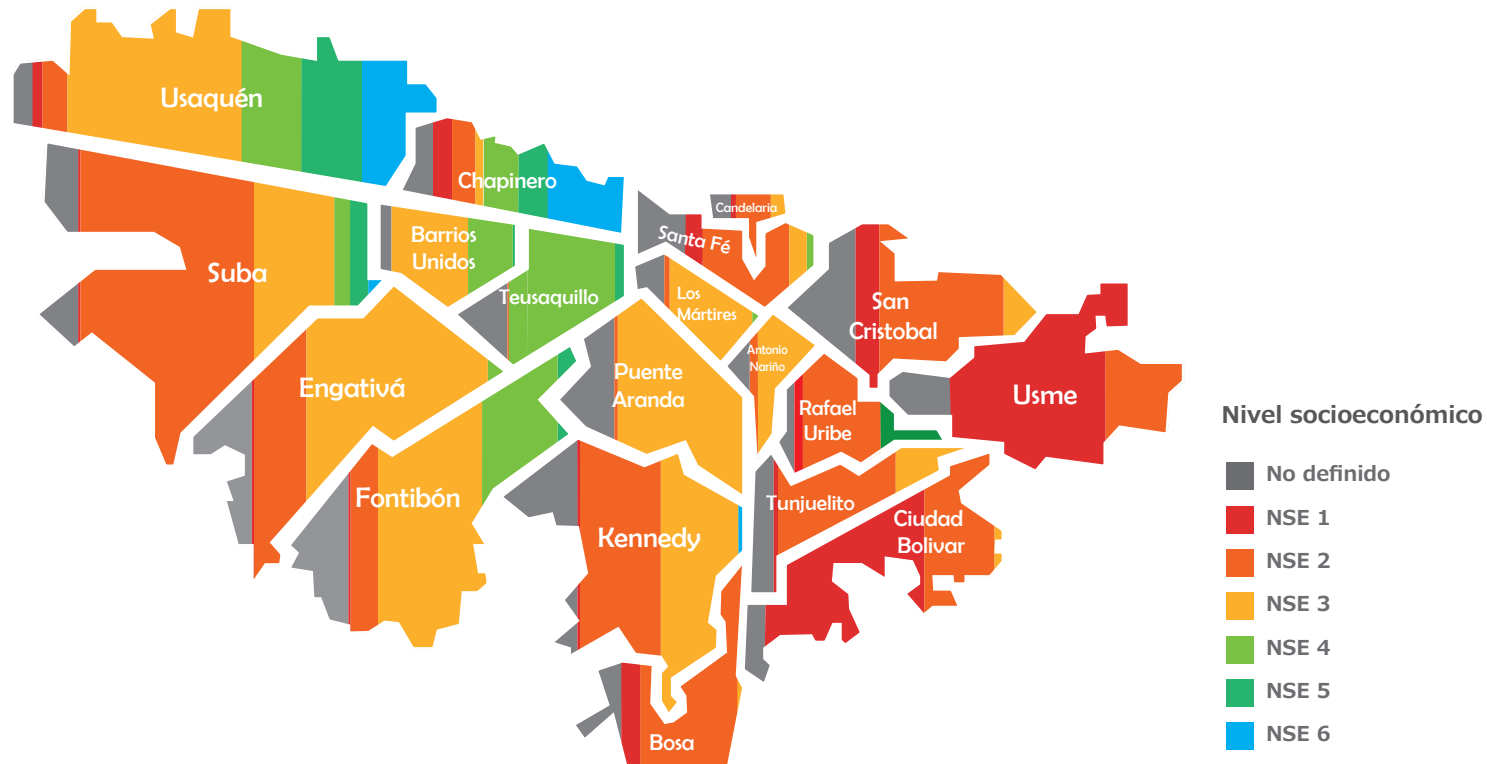 Usaquén
Chapinero
Candelaria
Santa Fé
Barrios
Unidos
Suba
Teusaquillo
Los
Mártires
San
Cristobal
Antonio
Nariño
Engativá
Puente
Aranda
Usme
Rafael
Uribe
Fontibón
Tunjuelito
Kennedy
Ciudad
Bolivar
Bosa
Nivel socioeconómico
No definido
NSE 1
NSE 2
NSE 3
NSE 4
NSE 5
NSE 6